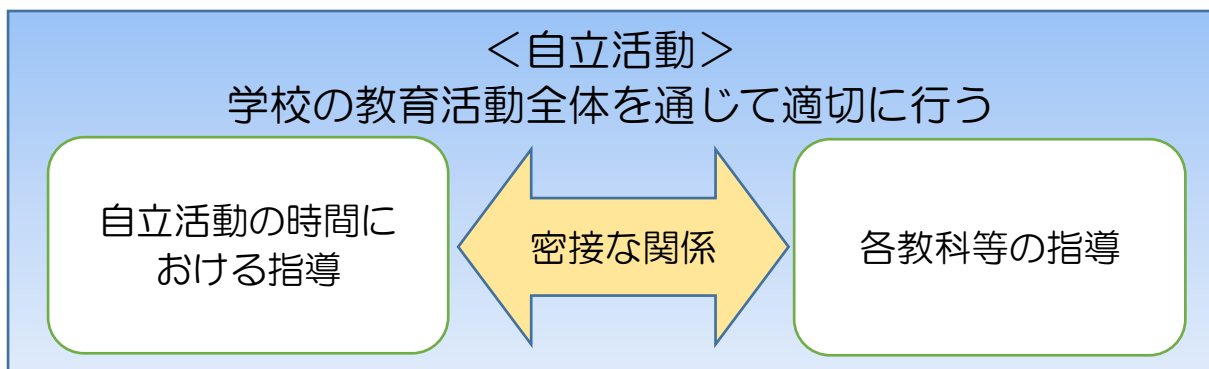 ＜自立活動＞
学校の教育活動全体を通じて適切に行う
自立活動の時間に
おける指導
密接な関係
各教科等の指導